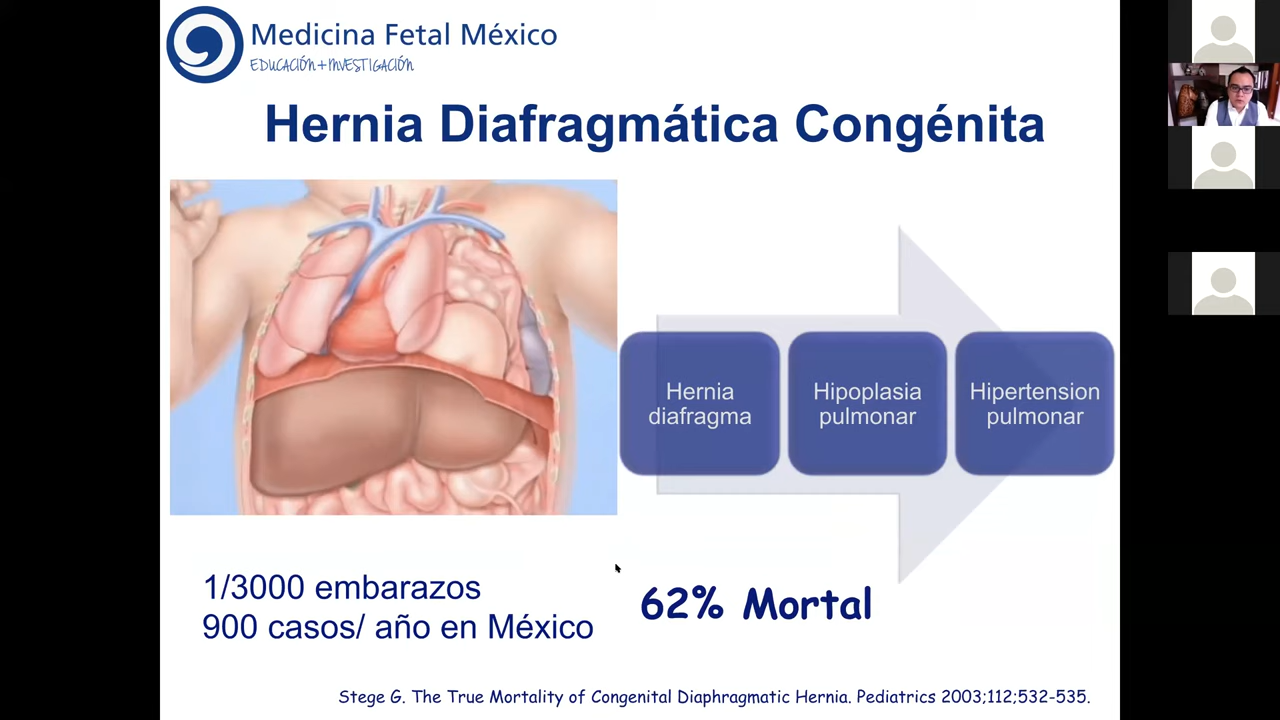 Medicina Fetal México
EDUCACIÓN+INVESTIGACIÓN
Hernia Diafragmática Congénita
Hernia
diafragma
Hipoplasia
pulmonar
Hipertension
pulmonar
1/3000 embarazos
900 casos/ año en México
62% Mortal
Stege G. The True Mortality of Congenital Diaphragmatic Hernia. Pediatrics 2003;112;532-535.